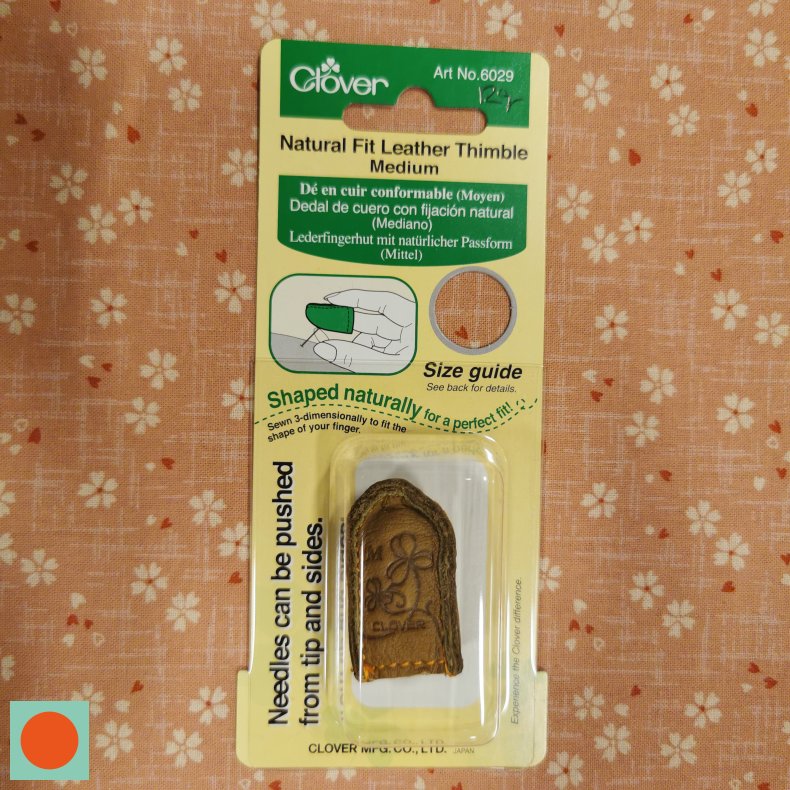 Clover
Art No.6029
Natural Fit Leather Thimble
Medium
Dé en cuir conformable (Moyen)
Dedal de cuero con fijación natural
(Mediano)
Lederfingerhut mit natürlicher Passform
(Mittel)
Size guide
See back for details.
Shaped naturally for a perfect fit!
Sewn 3-dimensionally to fit the
shape of your finger.
Needles can be pushed
from tip and sides.
M
CLOVER
Experience the Clover difference.
CLOVER MFG.CO., LTD. JAPAN